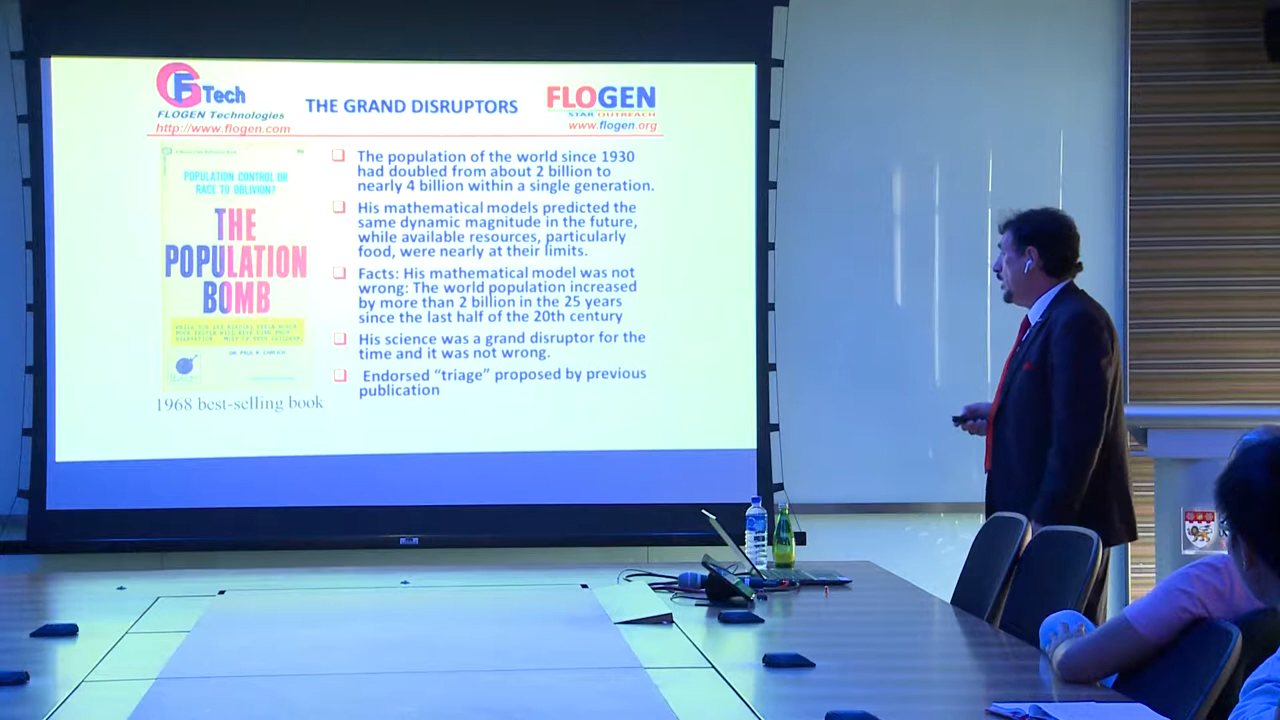 GF Tech
FLOGEN Technologies
http://www.flogen.com
THE GRAND DISRUPTORS
FLOGEN
STAR OUTREACH
www.flogen.org
POPULATION CONTROL OR
RACE TO OBLIVION?
THE
POPULATION
BOMB
DR. PAUL R. EHRLICH
1968 best-selling book
The population of the world since 1930
had doubled from about 2 billion to
nearly 4 billion within a single generation.
His mathematical models predicted the
same dynamic magnitude in the future,
while available resources, particularly
food, were nearly at their limits.
Facts: His mathematical model was not
wrong: The world population increased
by more than 2 billion in the 25 years
since the last half of the 20th century
His science was a grand disruptor for the
time and it was not wrong.
Endorsed “triage” proposed by previous
publication